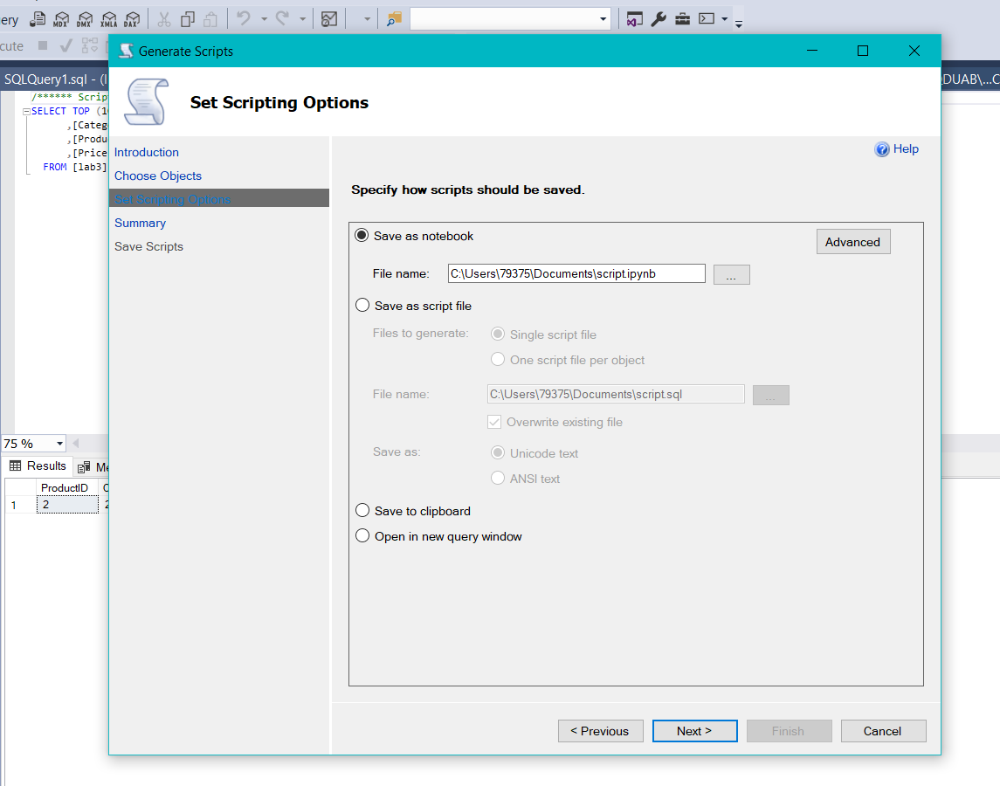 ery
MDX
DMX
XMLA
DAX
cute
Generate Scripts
SQLQuery1.sql - (l
DUAB\...C
/****** Scrip
SELECT TOP (1
,[Categ
,[Produ
,[Price
FROM [lab3]
Set Scripting Options
Introduction
Choose Objects
Set Scripting Options
Summary
Save Scripts
Help
Specify how scripts should be saved.
Save as notebook
Advanced
File name: C:\Users\79375\Documents\script.ipynb ...
Save as script file
Files to generate: Single script file
One script file per object
File name: C:\Users\79375\Documents\script.sql ...
Overwrite existing file
Save as: Unicode text
ANSI text
Save to clipboard
Open in new query window
75 %
Results Me
ProductID C
1 2 2
< Previous Next > Finish Cancel